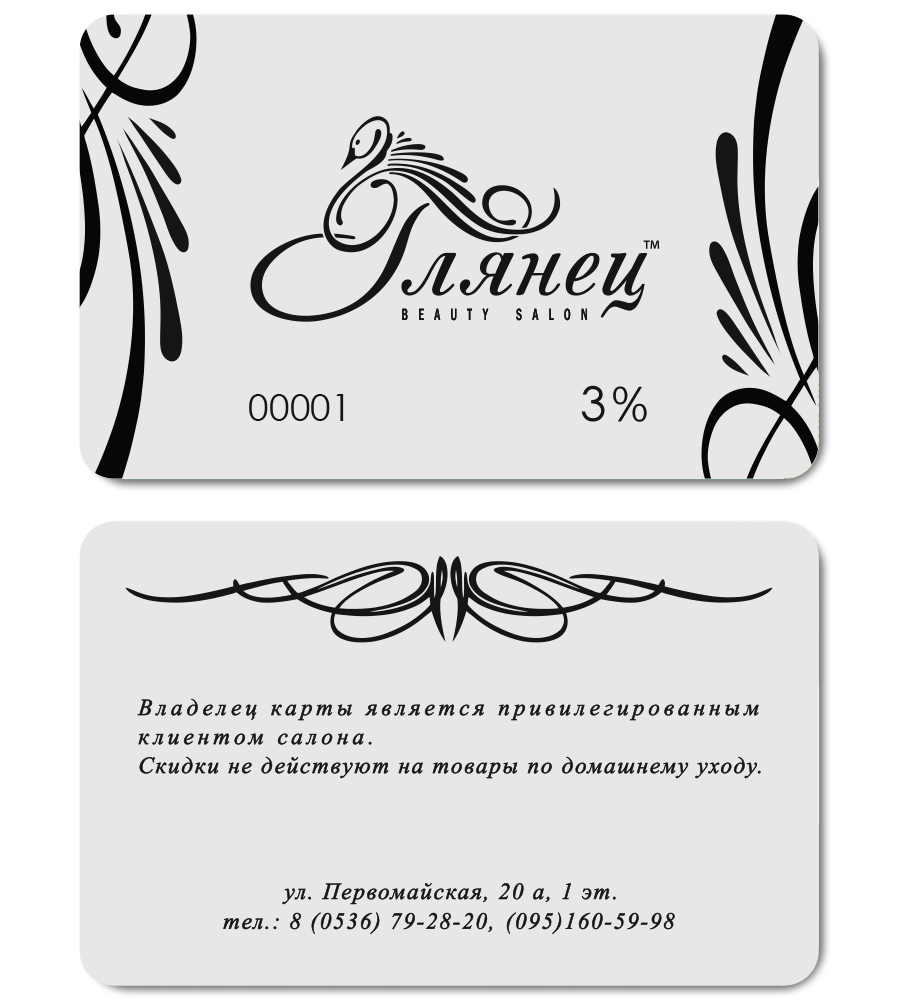 Глянец™
BEAUTY SALON
00001 3%
Владелец карты является привилегированным
клиентом салона.
Скидки не действуют на товары по домашнему уходу.
ул. Первомайская, 20 а, 1 эт.
тел.: 8 (0536) 79-28-20, (095)160-59-98